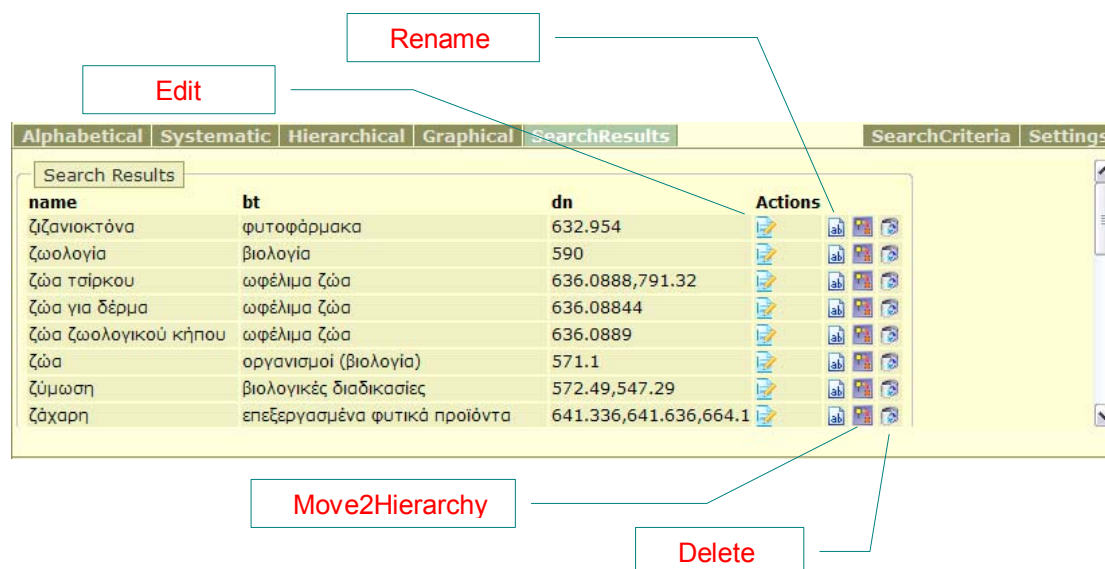 Rename
Edit
Alphabetical Systematic Hierarchical Graphical SearchResults SearchCriteria Settings
Search Results
name bt dn Actions
ζιζανιοκτόνα φυτοφάρμακα 632.954
ζωολογία βιολογία 590
ζώα τσίρκου ωφέλιμα ζώα 636.0888,791.32
ζώα για δέρμα ωφέλιμα ζώα 636.08844
ζώα ζωολογικού κήπου ωφέλιμα ζώα 636.0889
ζώα οργανισμοί (βιολογία) 571.1
ζύμωση βιολογικές διαδικασίες 572.49,547.29
ζάχαρη επεξεργασμένα φυτικά προϊόντα 641.336,641.636,664.1
Move2Hierarchy
Delete